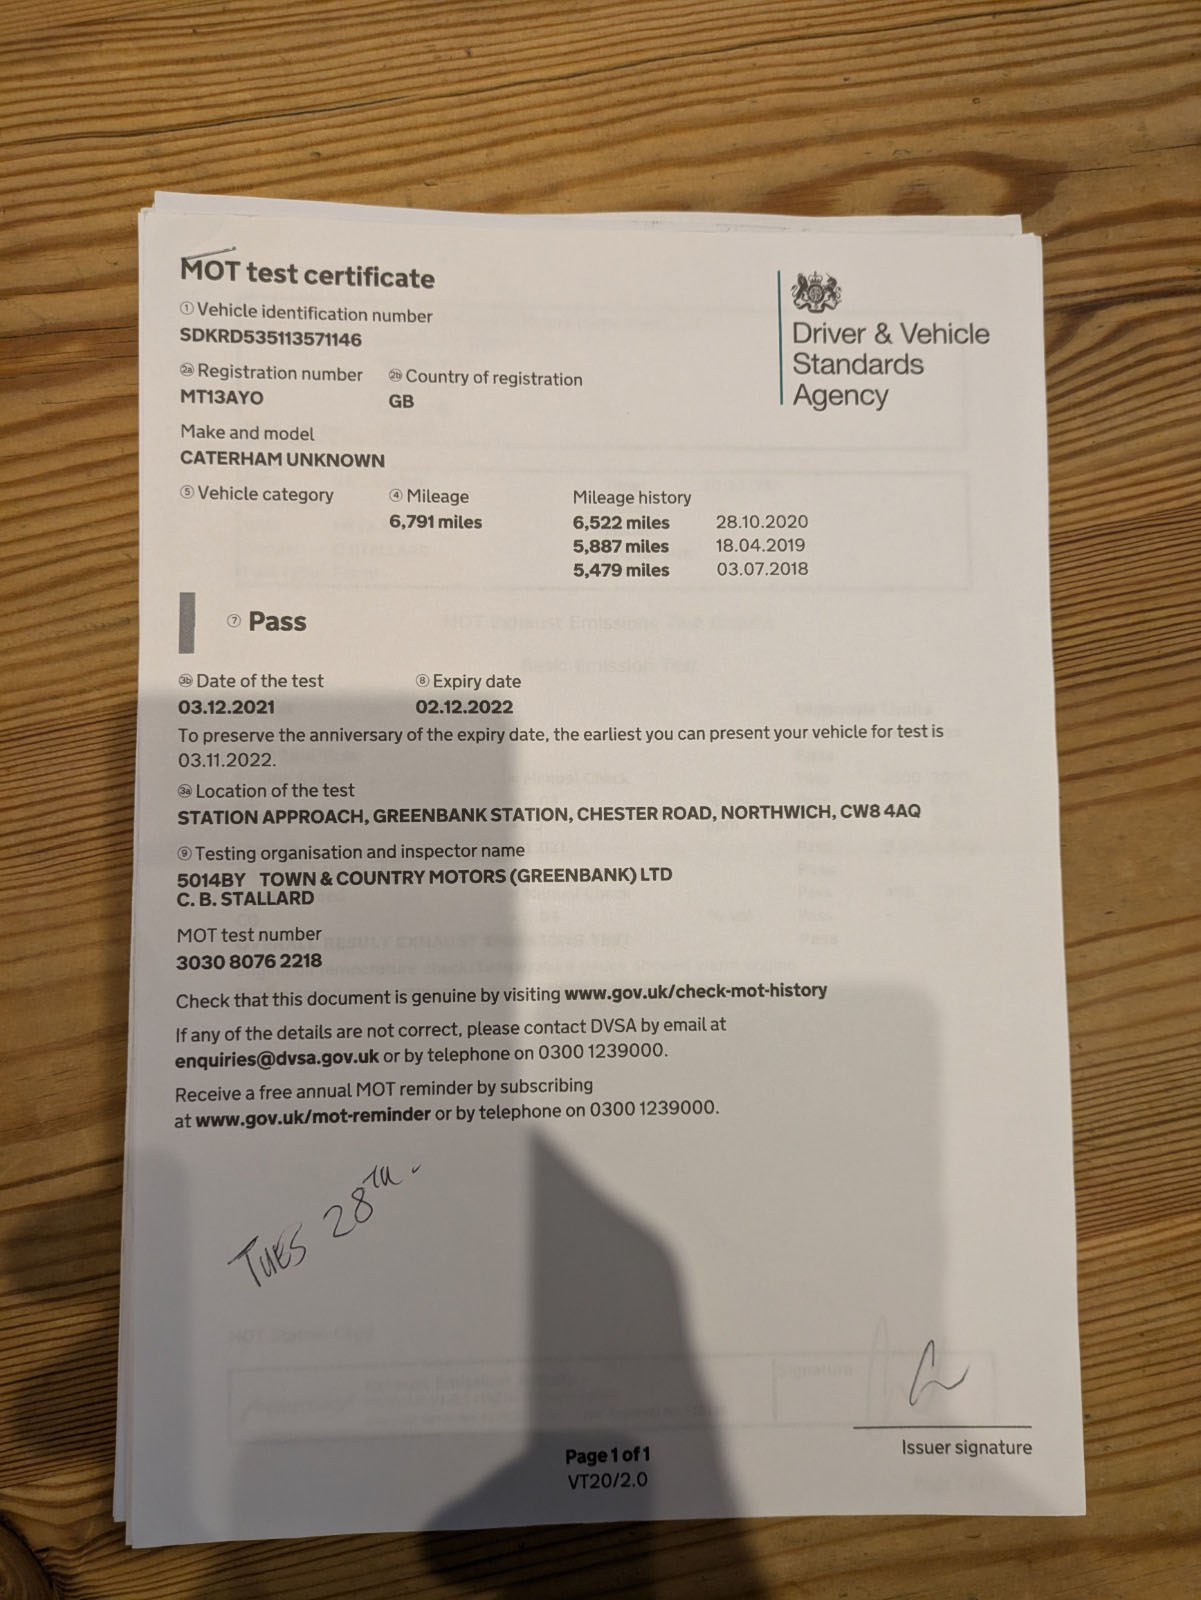 MOT test certificate
Driver & Vehicle
Standards
Agency
1 Vehicle identification number
SDKRD535113571146
2a Registration number 2b Country of registration
MT13AYO GB
Make and model
CATERHAM UNKNOWN
5 Vehicle category 4 Mileage Mileage history
6,791 miles 6,522 miles 28.10.2020
5,887 miles 18.04.2019
5,479 miles 03.07.2018
7 Pass
3b Date of the test 8 Expiry date
03.12.2021 02.12.2022
To preserve the anniversary of the expiry date, the earliest you can present your vehicle for test is
03.11.2022.
3a Location of the test
STATION APPROACH, GREENBANK STATION, CHESTER ROAD, NORTHWICH, CW8 4AQ
9 Testing organisation and inspector name
5014BY TOWN & COUNTRY MOTORS (GREENBANK) LTD
C. B. STALLARD
MOT test number
3030 8076 2218
Check that this document is genuine by visiting www.gov.uk/check-mot-history
If any of the details are not correct, please contact DVSA by email at
enquiries@dvsa.gov.uk or by telephone on 0300 1239000.
Receive a free annual MOT reminder by subscribing
at www.gov.uk/mot-reminder or by telephone on 0300 1239000.
TUES 28TH
Issuer signature
Page 1 of 1
VT20/2.0